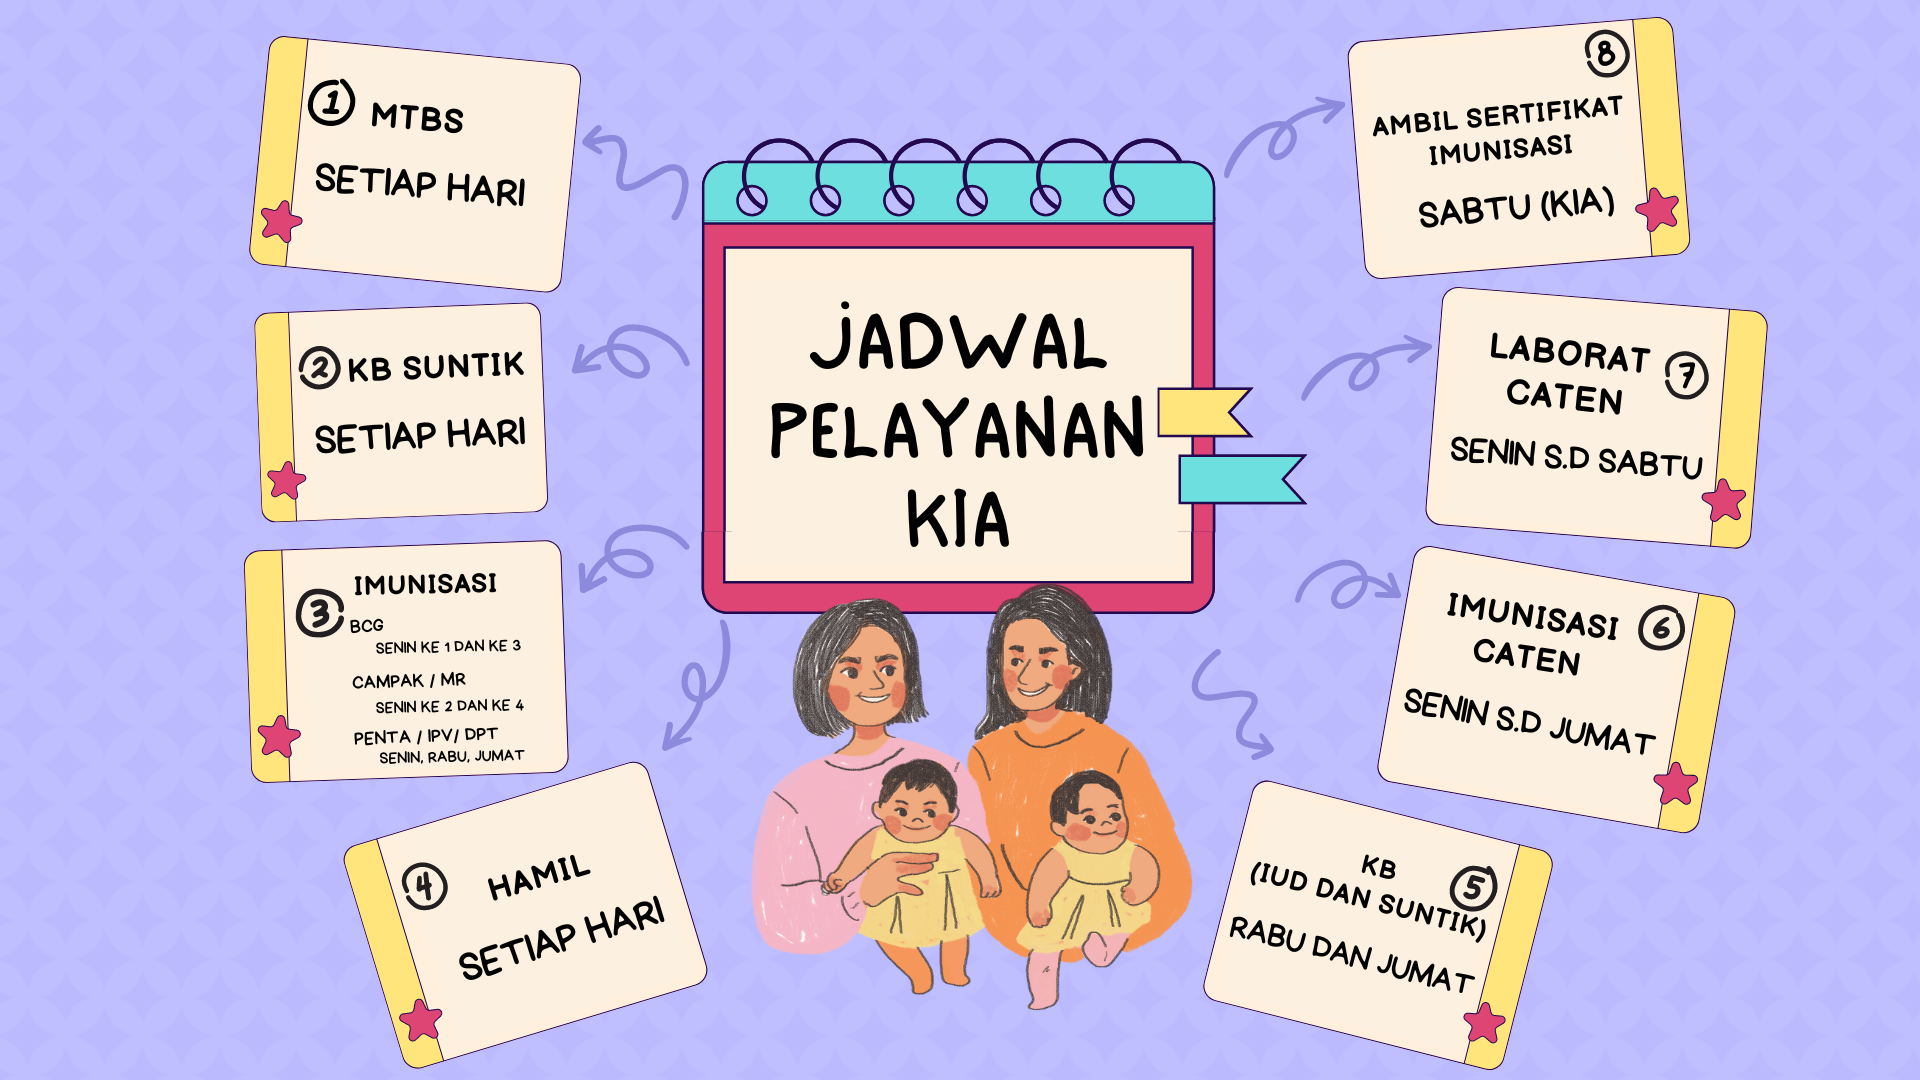 JADWAL
PELAYANAN
KIA
1
MTBS
SETIAP HARI
2
KB SUNTIK
SETIAP HARI
3
IMUNISASI
BCG
SENIN KE 1 DAN KE 3
CAMPAK / MR
SENIN KE 2 DAN KE 4
PENTA / IPV/ DPT
SENIN, RABU, JUMAT
4
HAMIL
SETIAP HARI
5
KB
(IUD DAN SUNTIK)
RABU DAN JUMAT
6
IMUNISASI
CATEN
SENIN S.D JUMAT
7
LABORAT
CATEN
SENIN S.D SABTU
8
AMBIL SERTIFIKAT
IMUNISASI
SABTU (KIA)